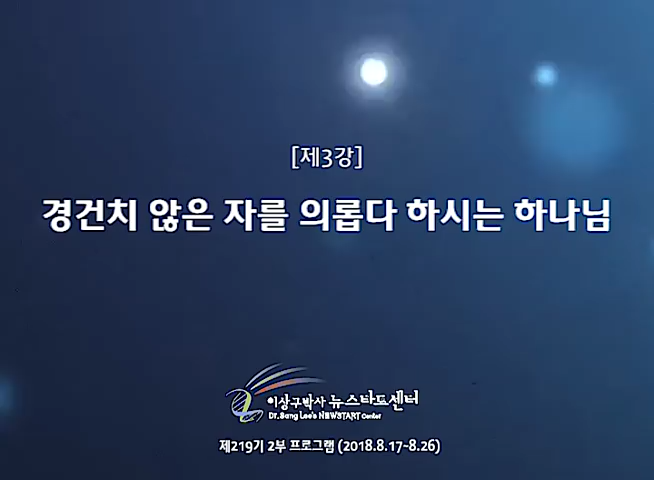 [제3강]
경건치 않은 자를 의롭다 하시는 하나님
이상구박사 뉴스타트센터
Dr. Sang Lee's NEWSTART Center
제219기 2부 프로그램 (2018.8.17-8.26)